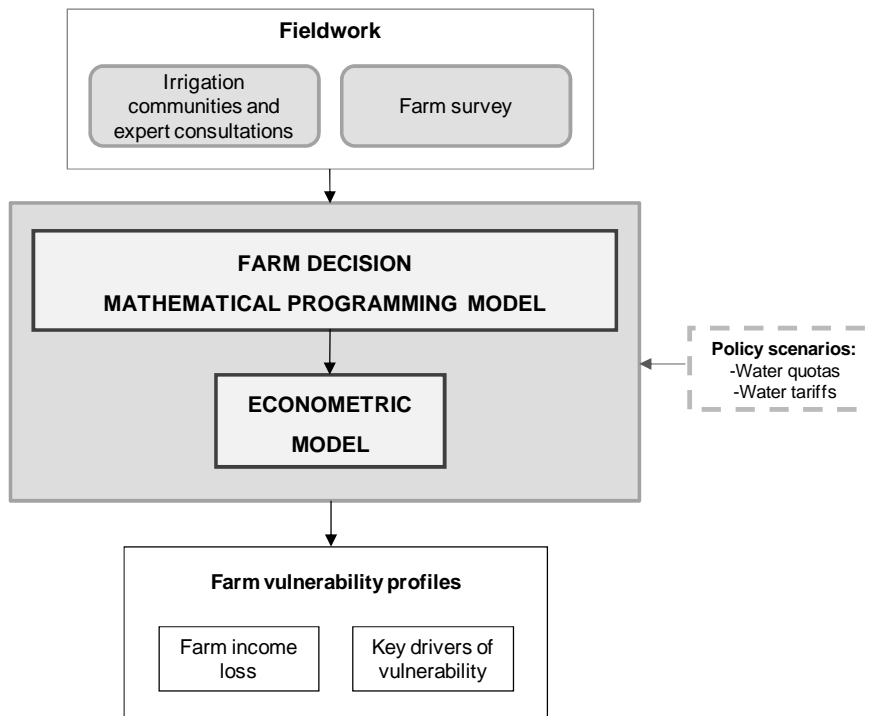 Fieldwork
Irrigation
communities and
expert consultations
Farm survey
FARM DECISION
MATHEMATICAL PROGRAMMING MODEL
ECONOMETRIC
MODEL
Policy scenarios:
-Water quotas
-Water tariffs
Farm vulnerability profiles
Farm income
loss
Key drivers of
vulnerability